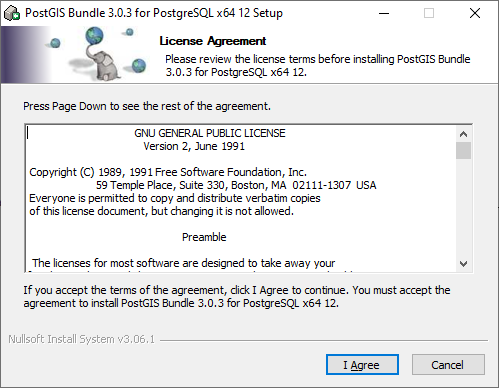 PostGIS Bundle 3.0.3 for PostgreSQL x64 12 Setup
License Agreement
Please review the license terms before installing PostGIS Bundle
3.0.3 for PostgreSQL x64 12.
Press Page Down to see the rest of the agreement.
GNU GENERAL PUBLIC LICENSE
Version 2, June 1991
Copyright (C) 1989, 1991 Free Software Foundation, Inc.
59 Temple Place, Suite 330, Boston, MA 02111-1307 USA
Everyone is permitted to copy and distribute verbatim copies
of this license document, but changing it is not allowed.
Preamble
The licenses for most software are designed to take away your
If you accept the terms of the agreement, click I Agree to continue. You must accept the
agreement to install PostGIS Bundle 3.0.3 for PostgreSQL x64 12.
Nullsoft Install System v3.06.1
I Agree
Cancel